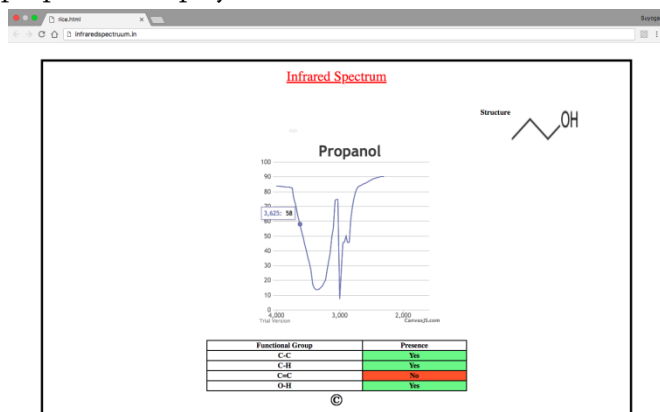 rice.html
Suyoga
infraredspectruum.in
Infrared Spectrum
Structure
OH
Propanol
100
90
80
3,625: 58
60
50
40
30
20
10
0
4,000
3,000
2,000
Trial Version
CanvasJS.com
Functional Group Presence
C-C Yes
C-H Yes
C=C No
O-H Yes
©